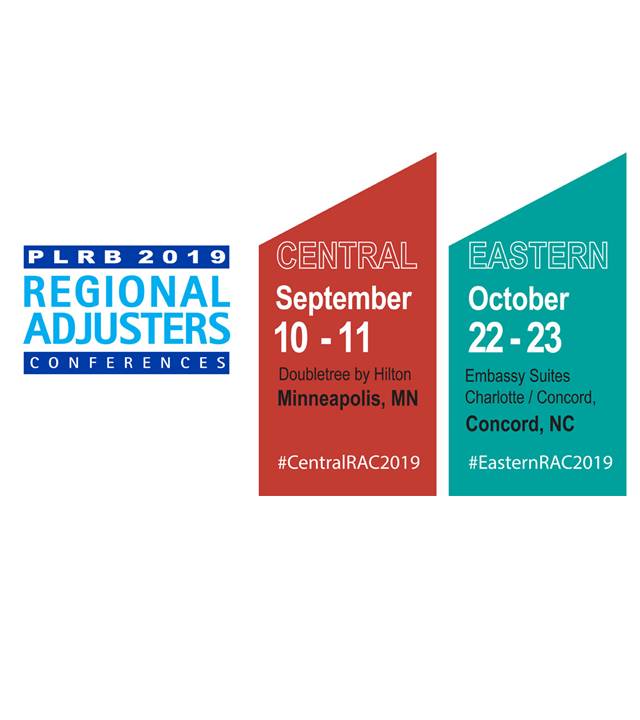 PLRB 2019
REGIONAL
ADJUSTERS
CONFERENCES
CENTRAL
September
10 - 11
Doubletree by Hilton
Minneapolis, MN
#CentralRAC2019
EASTERN
October
22 - 23
Embassy Suites
Charlotte / Concord,
Concord, NC
#EasternRAC2019